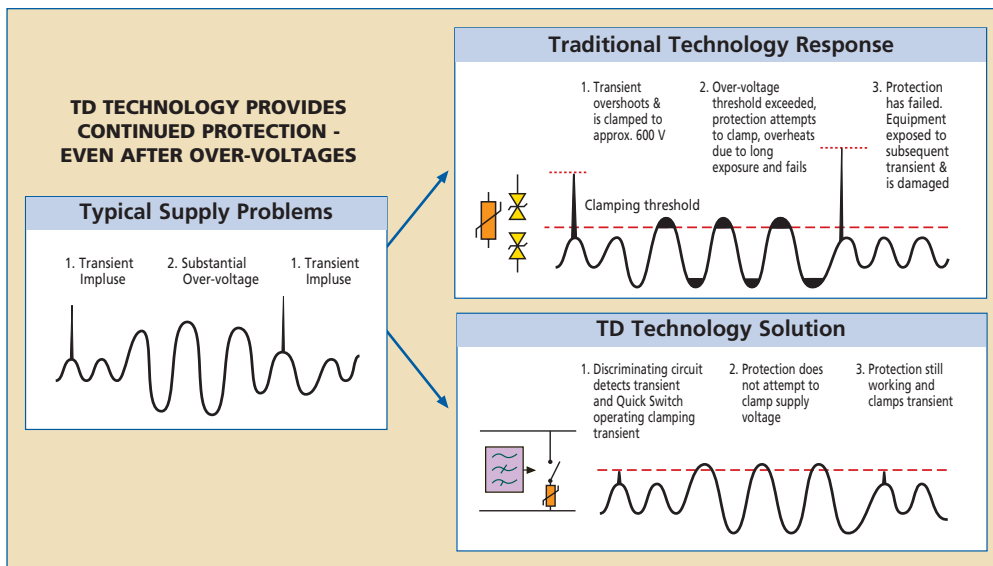 TD TECHNOLOGY PROVIDES
CONTINUED PROTECTION -
EVEN AFTER OVER-VOLTAGES
Typical Supply Problems
1. Transient
Impluse
2. Substantial
Over-voltage
1. Transient
Impluse
Traditional Technology Response
1. Transient
overshoots &
is clamped to
approx. 600 V
2. Over-voltage
threshold exceeded,
protection attempts
to clamp, overheats
due to long
exposure and fails
3. Protection
has failed.
Equipment
exposed to
subsequent
transient &
is damaged
Clamping threshold
TD Technology Solution
1. Discriminating circuit
detects transient
and Quick Switch
operating clamping
transient
2. Protection does
not attempt to
clamp supply
voltage
3. Protection still
working and
clamps transient